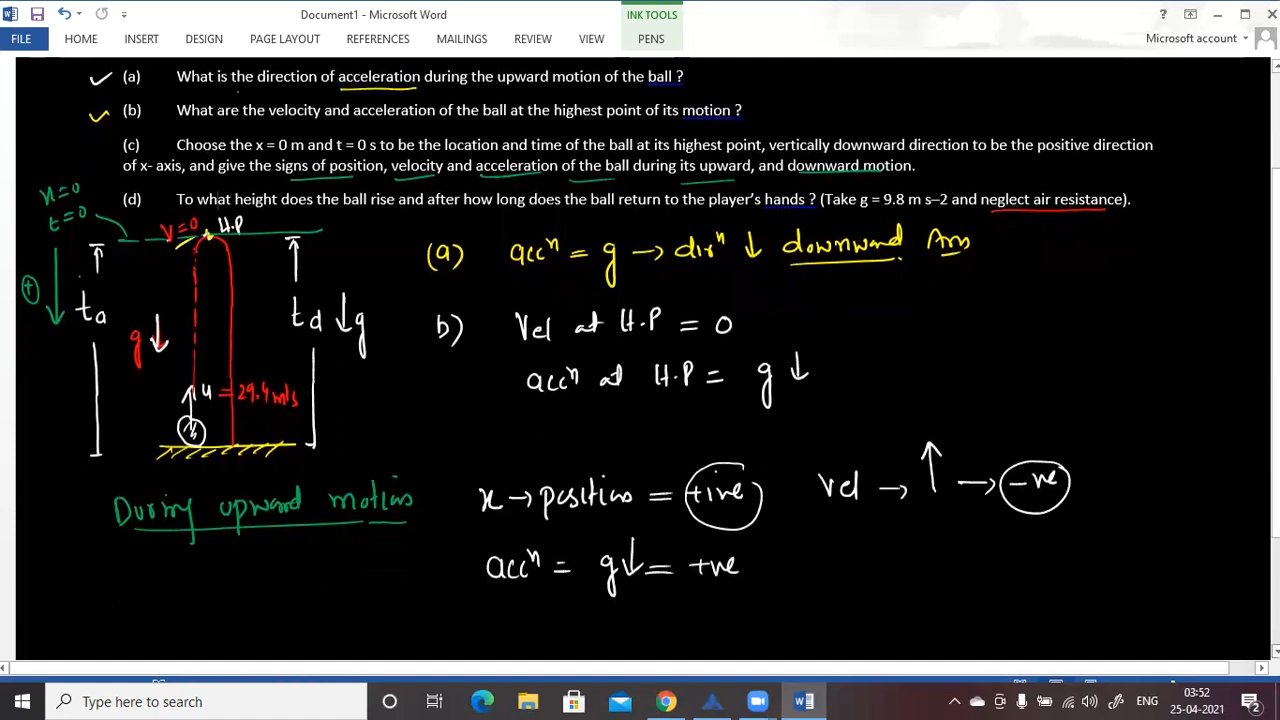 Document1 - Microsoft Word
INK TOOLS
?
FILE HOME INSERT DESIGN PAGE LAYOUT REFERENCES MAILINGS REVIEW VIEW PENS
Microsoft account
(a) What is the direction of acceleration during the upward motion of the ball ?
(b) What are the velocity and acceleration of the ball at the highest point of its motion ?
(c) Choose the x = 0 m and t = 0 s to be the location and time of the ball at its highest point, vertically downward direction to be the positive direction
of x- axis, and give the signs of position, velocity and acceleration of the ball during its upward, and downward motion.
(d) To what height does the ball rise and after how long does the ball return to the player’s hands ? (Take g = 9.8 m s–2 and neglect air resistance).
x=0
t=0
V=0 H.P
(+)
ta
g↓
td ↓g
u = 29.4 m/s
(a) accⁿ = g → dirⁿ ↓ downward Ans
b) Vel at H.P = 0
accⁿ at H.P = g ↓
During upward motion
x → position = +ive
vel → ↑ → -ve
accⁿ = g↓ = +ve
Type here to search
ENG
03:52
25-04-2021
2